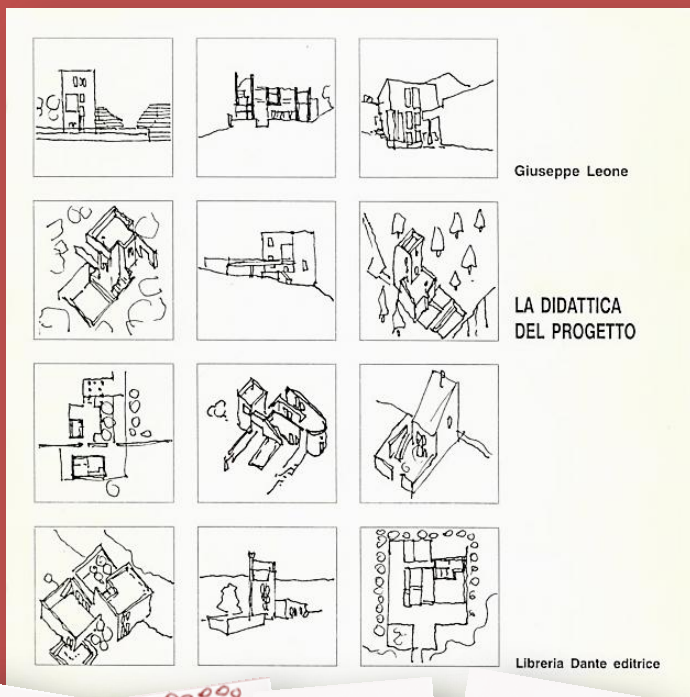 Giuseppe Leone
LA DIDATTICA
DEL PROGETTO
Libreria Dante editrice